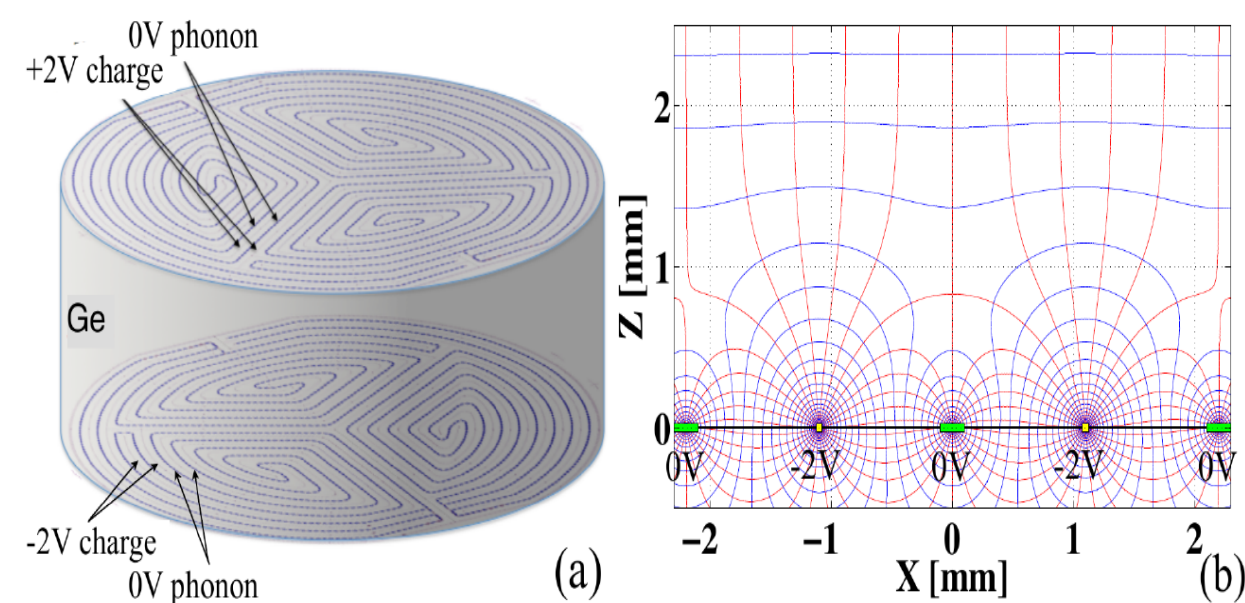 0V phonon
+2V charge
Ge
-2V charge
0V phonon
(a)
Z [mm]
2
1
0
0V -2V 0V -2V 0V
−2 −1 0 1 2
X [mm]
(b)